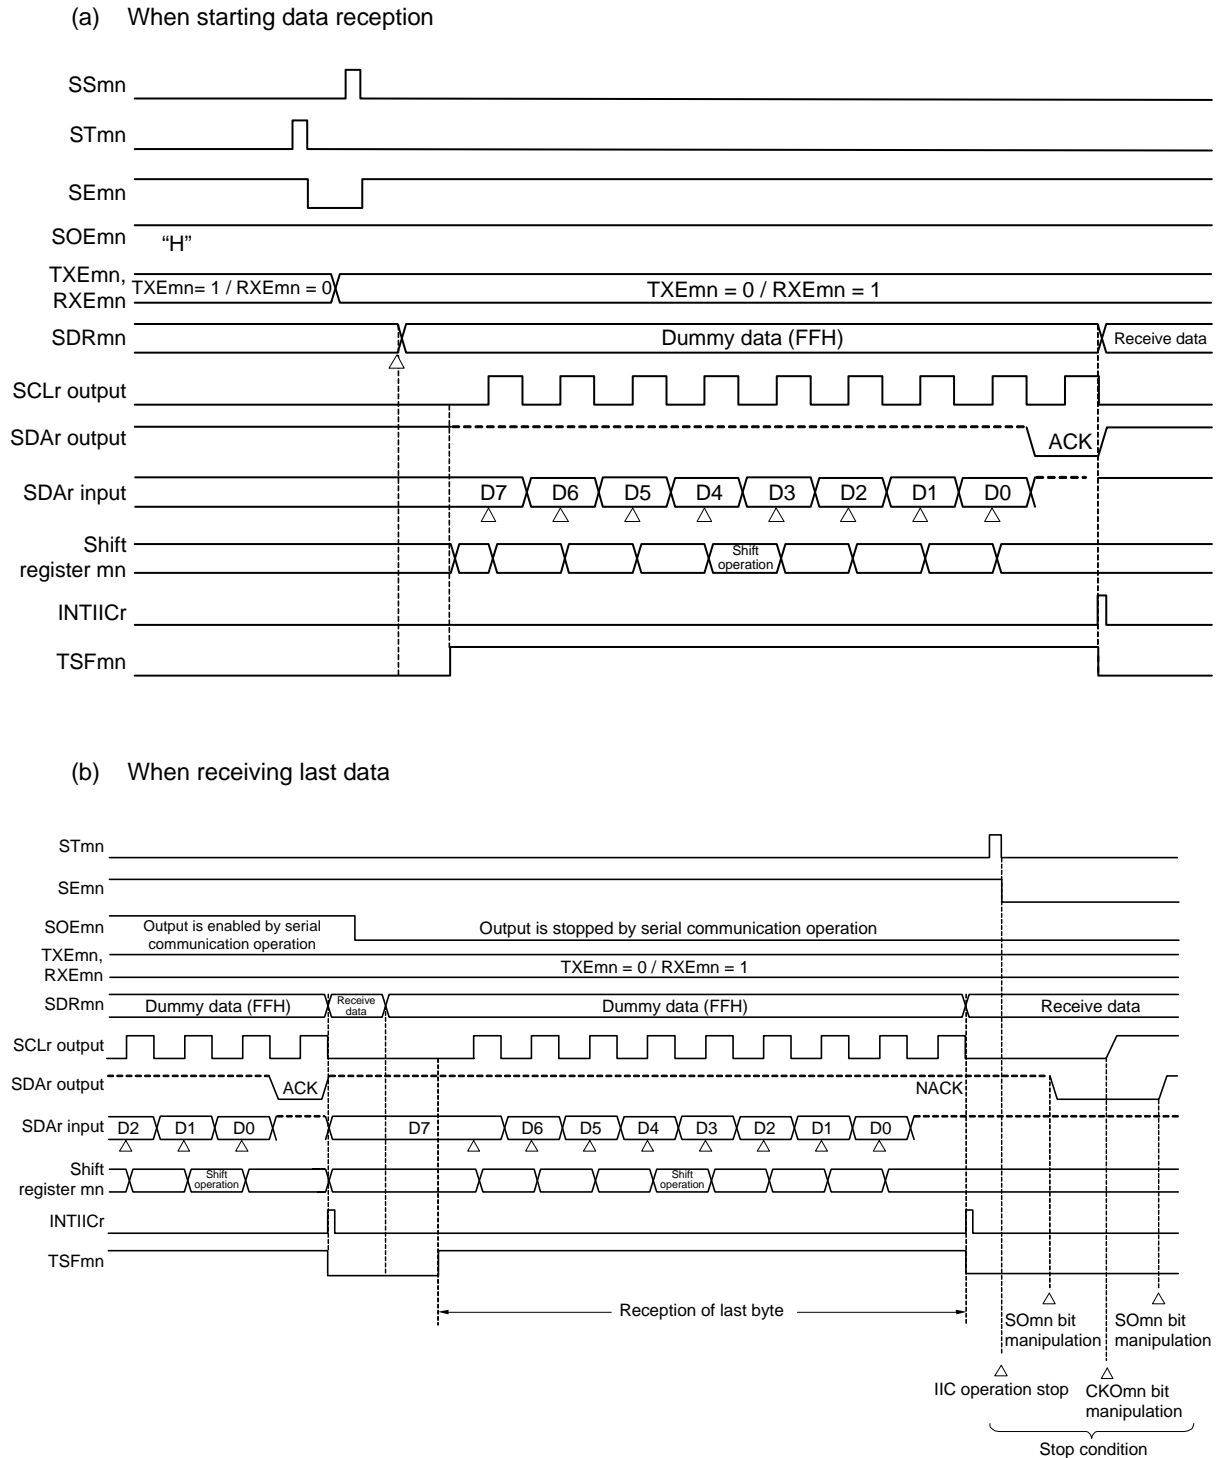 (a) When starting data reception
SSmn
STmn
SEmn
SOEmn “H”
TXEmn,
RXEmn
TXEmn= 1 / RXEmn = 0
TXEmn = 0 / RXEmn = 1
SDRmn
Dummy data (FFH)
Receive data
SCLr output
SDAr output
ACK
SDAr input
D7 D6 D5 D4 D3 D2 D1 D0
Shift
register mn
Shift
operation
INTIICr
TSFmn
(b) When receiving last data
STmn
SEmn
SOEmn
Output is enabled by serial
communication operation
Output is stopped by serial communication operation
TXEmn,
RXEmn
TXEmn = 0 / RXEmn = 1
SDRmn
Dummy data (FFH)
Receive
data
Dummy data (FFH)
Receive data
SCLr output
SDAr output
ACK
NACK
SDAr input
D2 D1 D0 D7 D6 D5 D4 D3 D2 D1 D0
Shift
register mn
Shift
operation
Shift
operation
INTIICr
TSFmn
Reception of last byte
SOmn bit
manipulation
SOmn bit
manipulation
IIC operation stop
CKOmn bit
manipulation
Stop condition